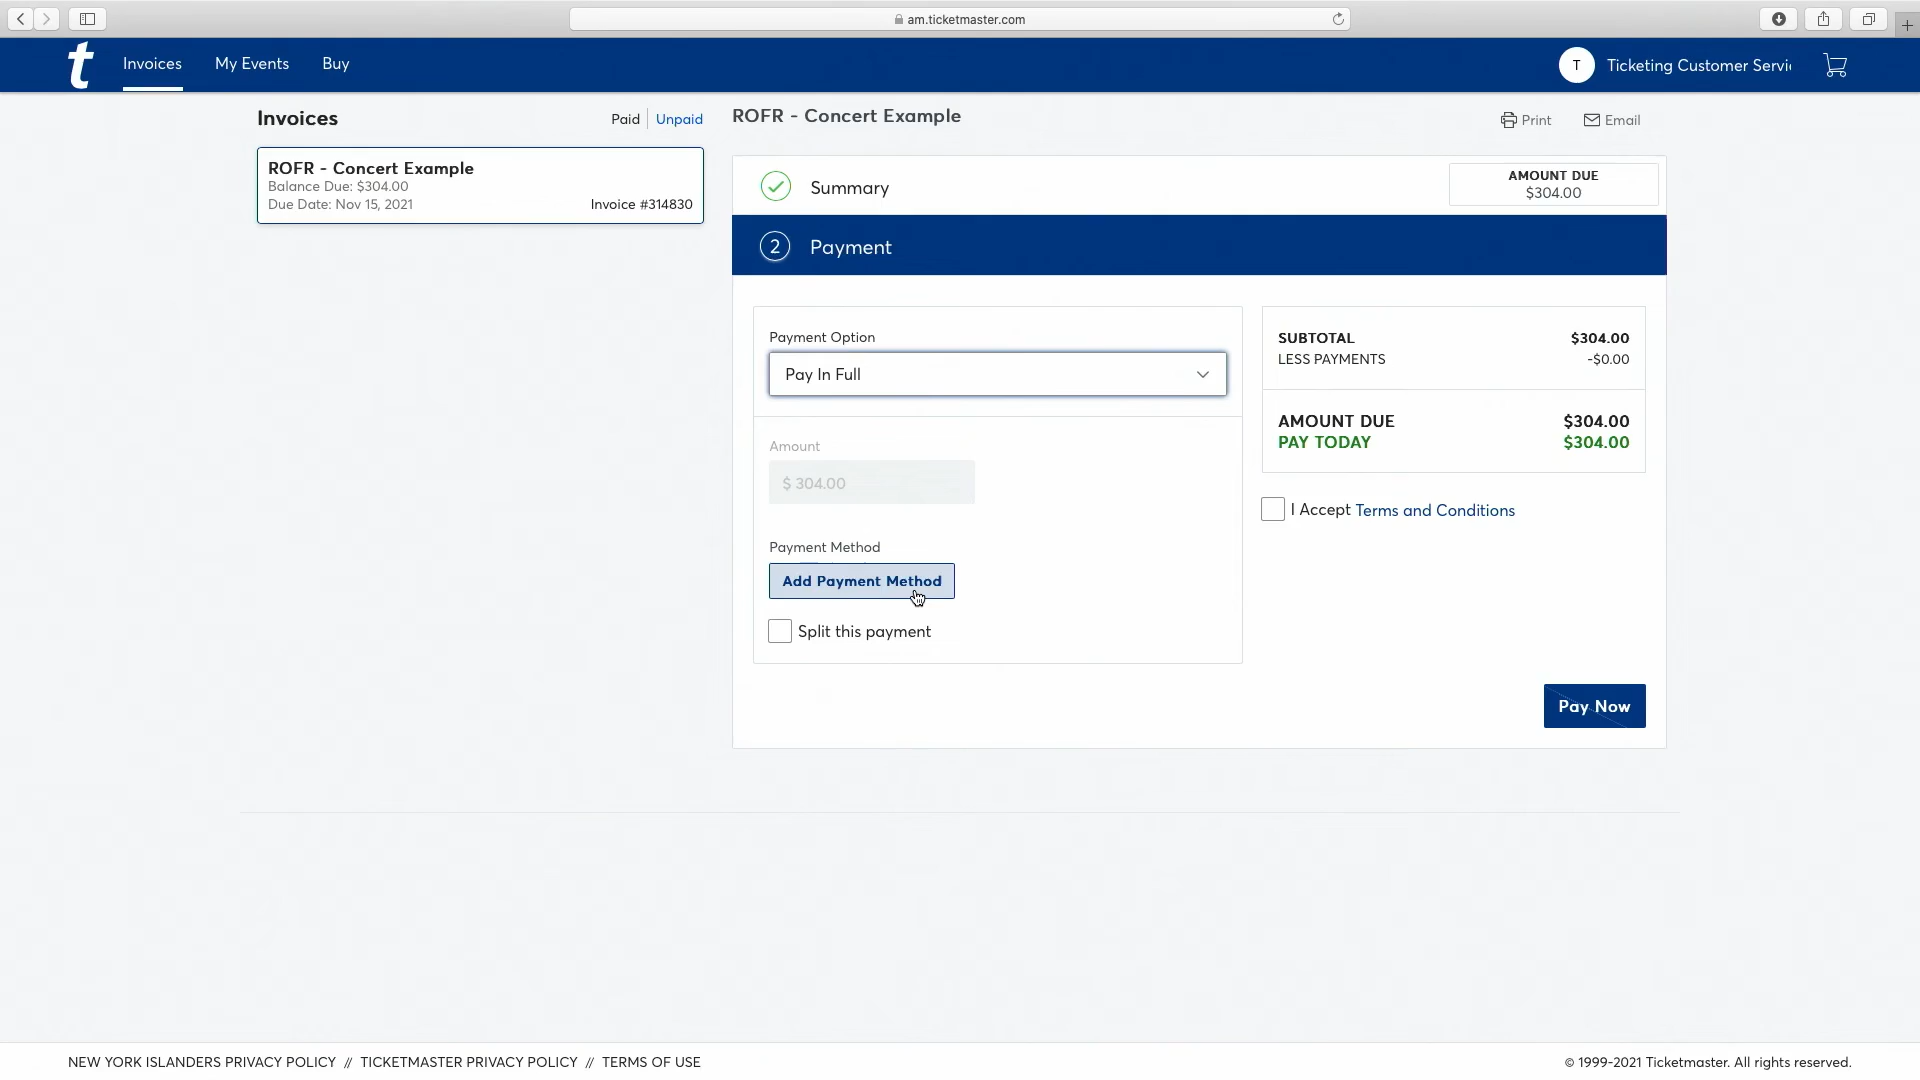 am.ticketmaster.com
t
Invoices My Events Buy
T Ticketing Customer Servi
Invoices
Paid Unpaid
ROFR - Concert Example
Balance Due: $304.00
Due Date: Nov 15, 2021
Invoice #314830
ROFR - Concert Example
Print Email
Summary
AMOUNT DUE
$304.00
2 Payment
Payment Option
Pay In Full
Amount
$ 304.00
Payment Method
Add Payment Method
Split this payment
SUBTOTAL $304.00
LESS PAYMENTS -$0.00
AMOUNT DUE $304.00
PAY TODAY $304.00
I Accept Terms and Conditions
Pay Now
NEW YORK ISLANDERS PRIVACY POLICY // TICKETMASTER PRIVACY POLICY // TERMS OF USE
© 1999-2021 Ticketmaster. All rights reserved.